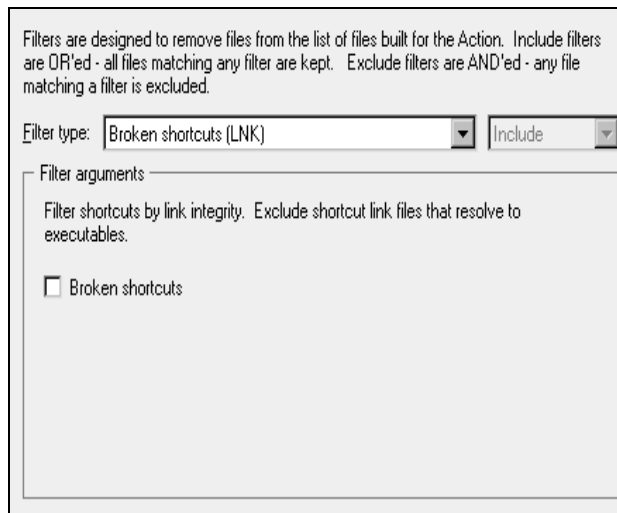 Filters are designed to remove files from the list of files built for the Action.  Include filters
are OR'ed - all files matching any filter are kept.   Exclude filters are AND'ed - any file
matching a filter is excluded.
Filter type: Broken shortcuts (LNK) Include
Filter arguments
Filter shortcuts by link integrity.  Exclude shortcut link files that resolve to
executables.
Broken shortcuts